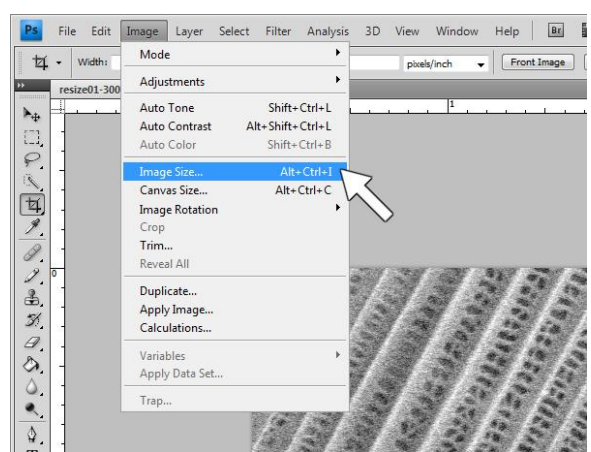 Ps File Edit Image Layer Select Filter Analysis 3D View Window Help Br
Width: pixels/inch Front Image
resize01-300
Mode
Adjustments
Auto Tone Shift+Ctrl+L
Auto Contrast Alt+Shift+Ctrl+L
Auto Color Shift+Ctrl+B
Image Size... Alt+Ctrl+I
Canvas Size... Alt+Ctrl+C
Image Rotation
Crop
Trim...
Reveal All
Duplicate...
Apply Image...
Calculations...
Variables
Apply Data Set...
Trap...
1
0